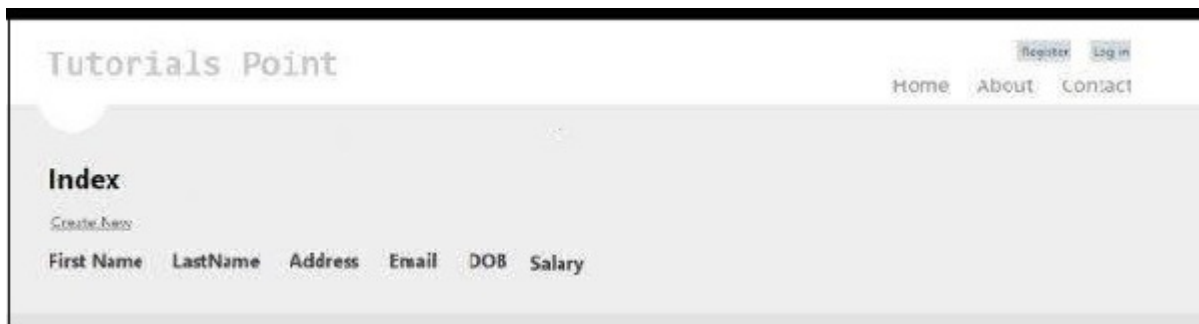 Tutorials Point
Register Log in
Home About Contact
Index
Create New
First Name LastName Address Email DOB Salary